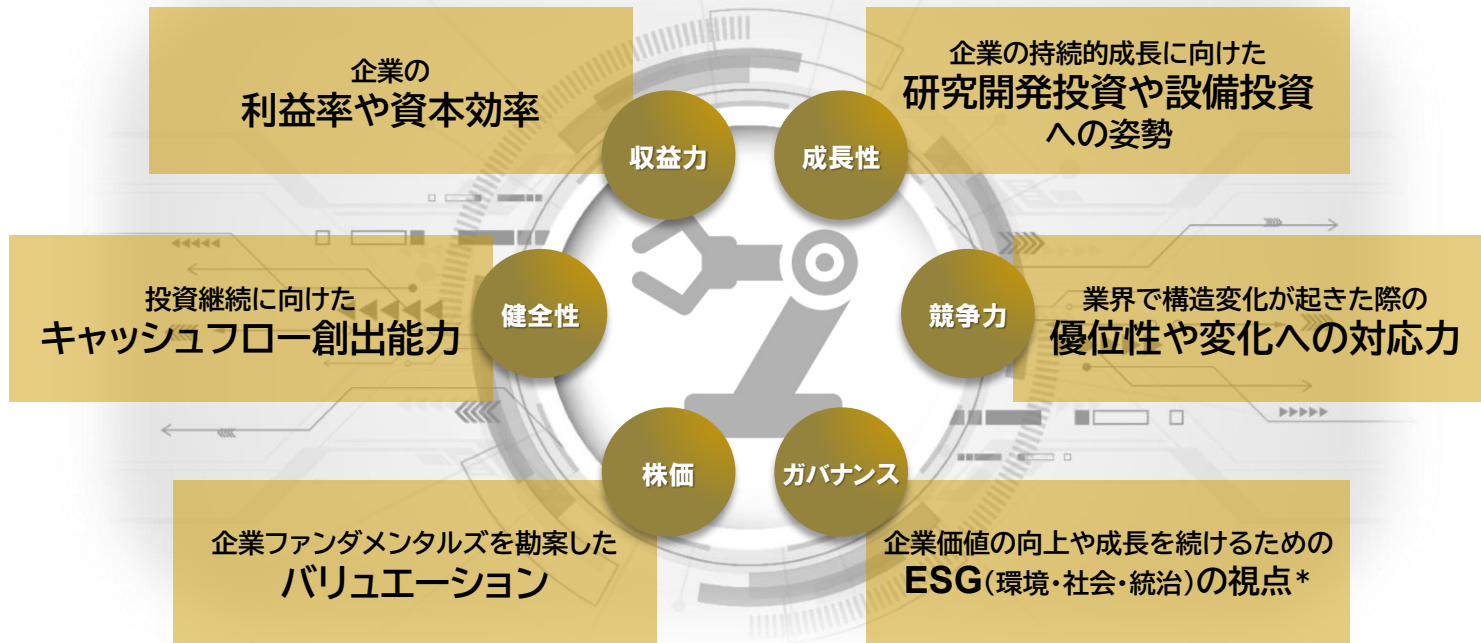 企業の
利益率や資本効率
収益力
企業の持続的成長に向けた
研究開発投資や設備投資
への姿勢
成長性
投資継続に向けた
キャッシュフロー創出能力
健全性
競争力
業界で構造変化が起きた際の
優位性や変化への対応力
株価
企業ファンダメンタルズを勘案した
バリュエーション
ガバナンス
企業価値の向上や成長を続けるための
ESG(環境・社会・統治)の視点*